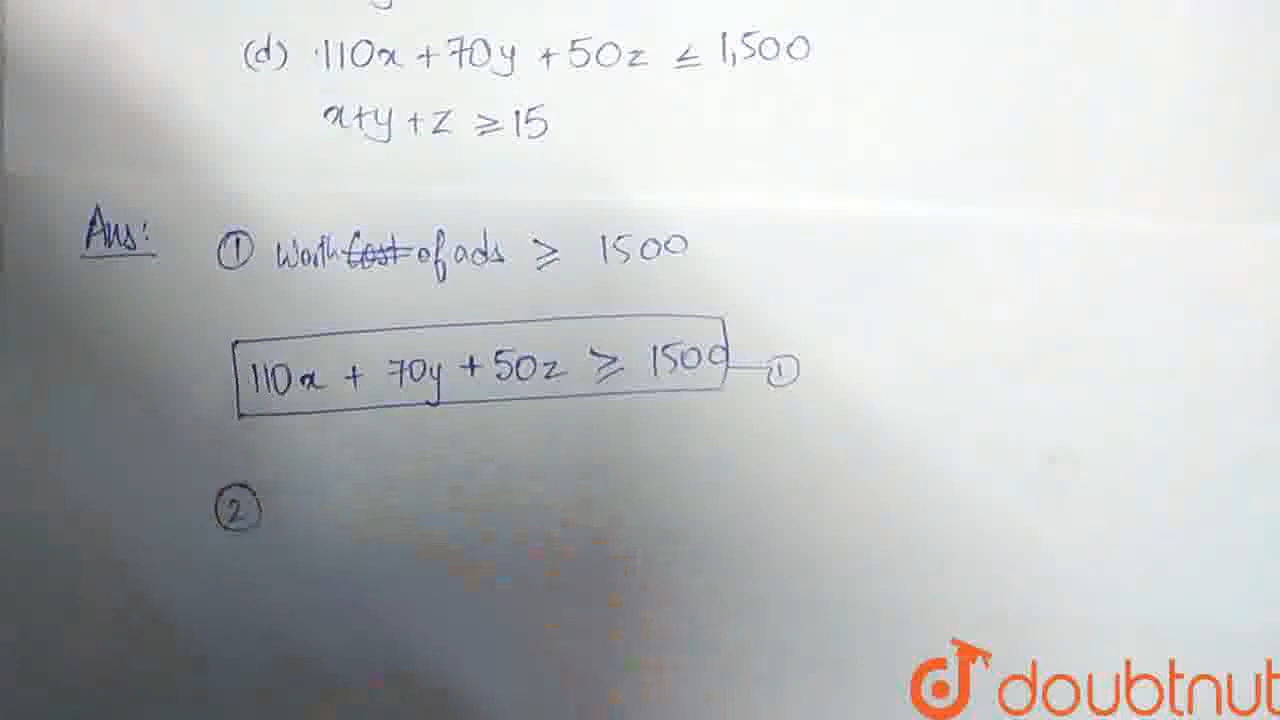 (d) 110x + 70y + 50z ≤ 1,500
x+y + z ≥ 15
Ans:
① Worth Cost of ads ≥ 1500
110x + 70y + 50z ≥ 1500 — ①
②
doubtnut